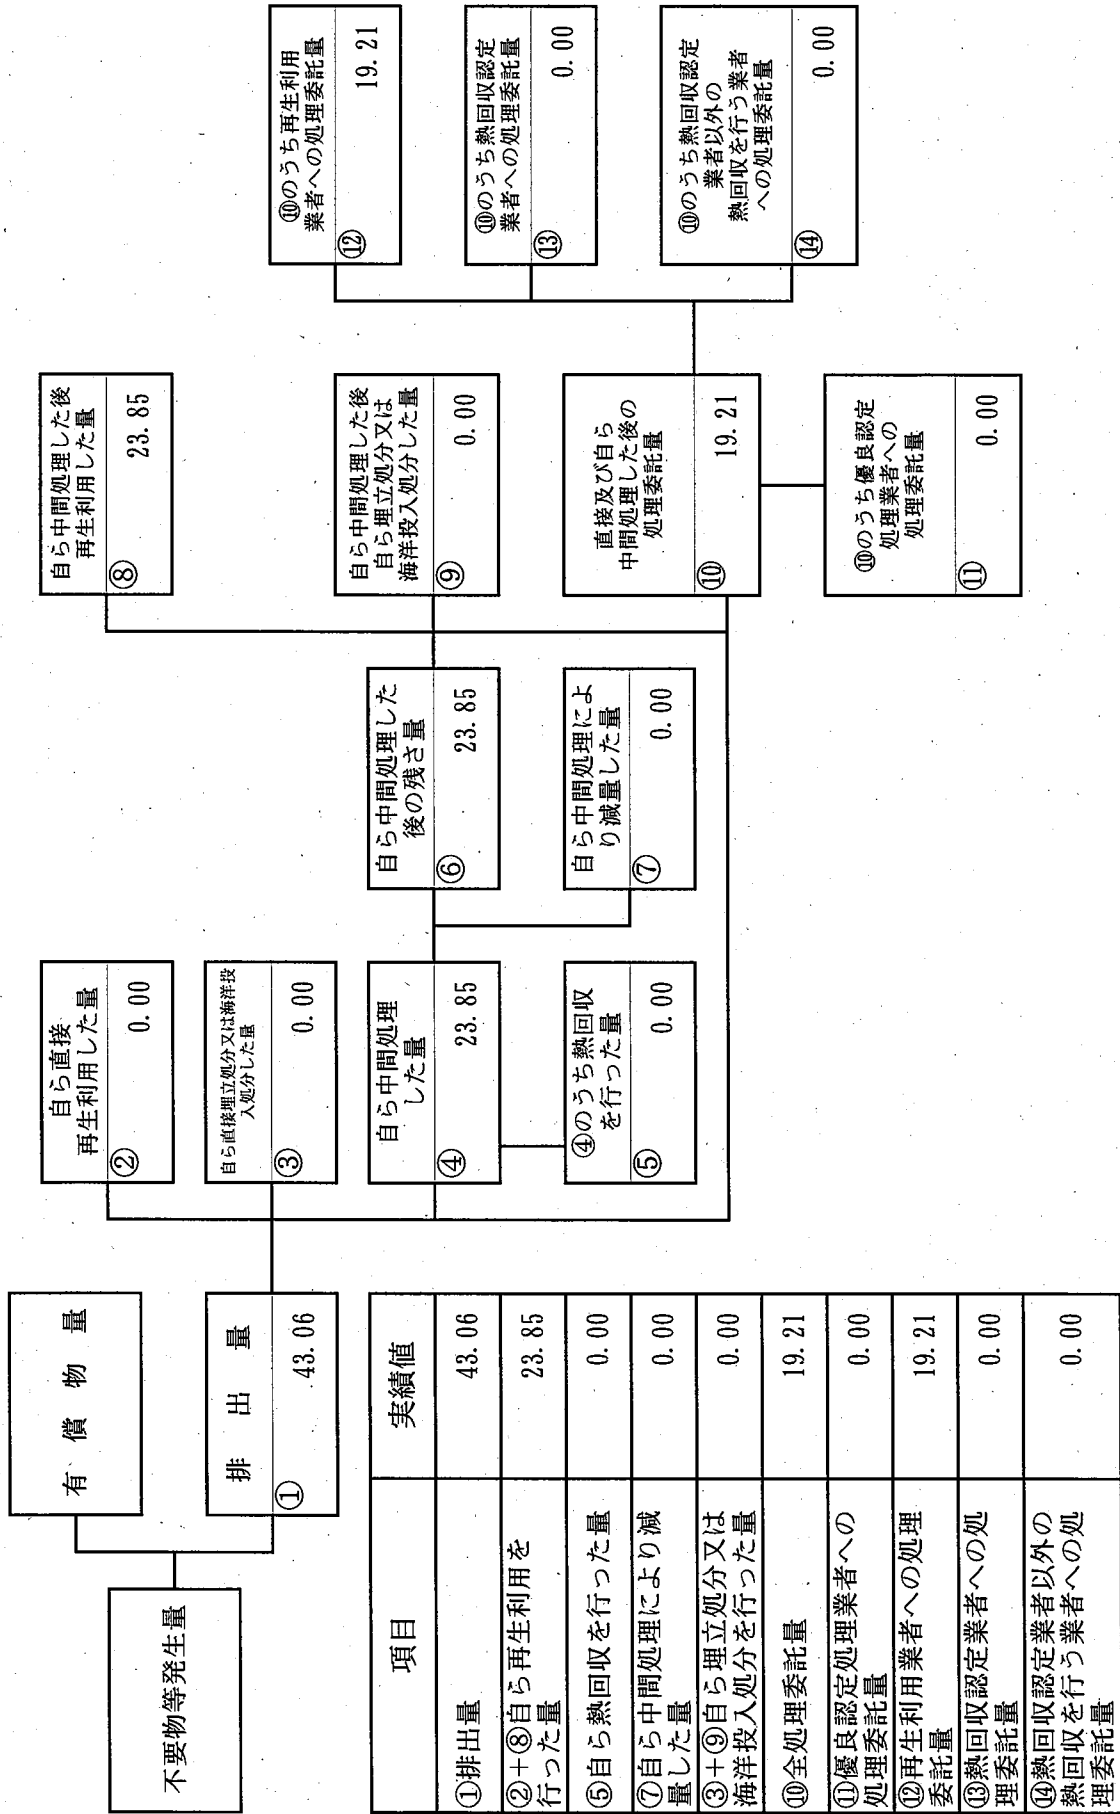 不要物等発生量
有償物量
排出量
①
43.06
自ら直接
再生利用した量
②
0.00
自ら直接埋立処分又は海洋投
入処分した量
③
0.00
自ら中間処理
した量
④
23.85
④のうち熱回収
を行った量
⑤
0.00
自ら中間処理した
後の残さ量
⑥
23.85
自ら中間処理によ
り減量した量
⑦
0.00
自ら中間処理した後
再生利用した量
⑧
23.85
自ら中間処理した後
自ら埋立処分又は
海洋投入処分した量
⑨
0.00
直接及び自ら
中間処理した後の
処理委託量
⑩
19.21
⑩のうち優良認定
処理業者への
処理委託量
⑪
0.00
⑩のうち再生利用
業者への処理委託量
⑫
19.21
⑩のうち熱回収認定
業者への処理委託量
⑬
0.00
⑩のうち熱回収認定
業者以外の
熱回収を行う業者
への処理委託量
⑭
0.00
項目 実績値
①排出量 43.06
②+⑧自ら再生利用を
行った量 23.85
⑤自ら熱回収を行った量 0.00
⑦自ら中間処理により減
量した量 0.00
③+⑨自ら埋立処分又は
海洋投入処分を行った量 0.00
⑩全処理委託量 19.21
⑪優良認定処理業者への
処理委託量 0.00
⑫再生利用業者への処理
委託量 19.21
⑬熱回収認定業者への処
理委託量 0.00
⑭熱回収認定業者以外の
熱回収を行う業者への処
理委託量 0.00